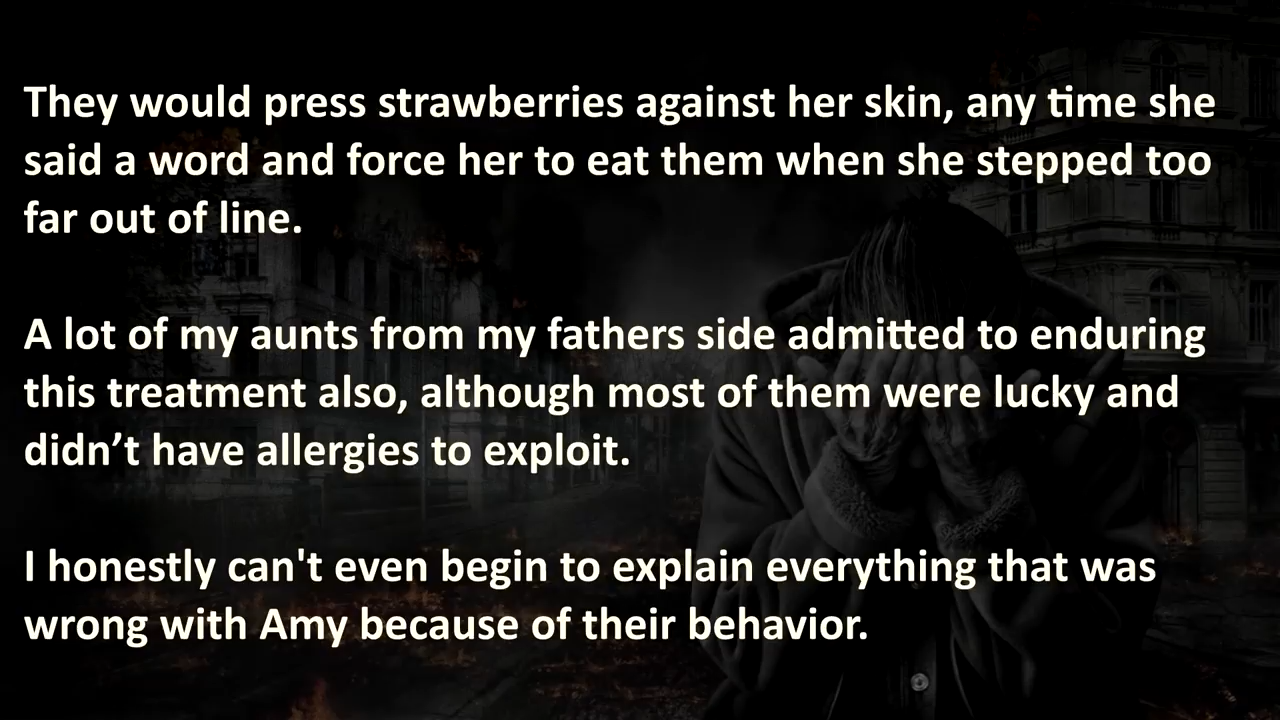 They would press strawberries against her skin, any time she
said a word and force her to eat them when she stepped too
far out of line.
A lot of my aunts from my fathers side admitted to enduring
this treatment also, although most of them were lucky and
didn’t have allergies to exploit.
I honestly can't even begin to explain everything that was
wrong with Amy because of their behavior.